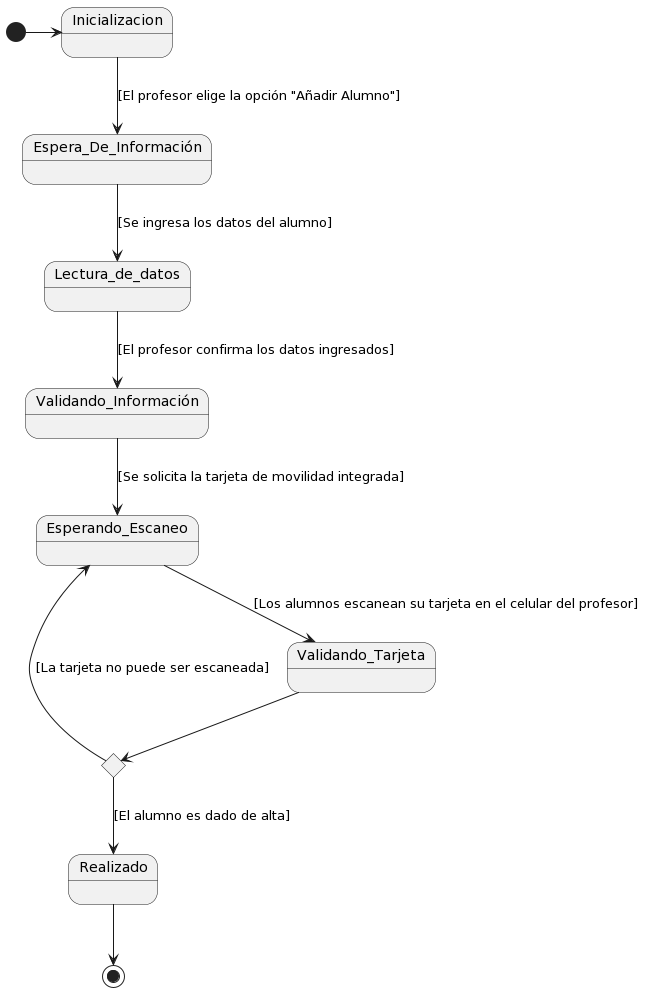 Inicializacion
[El profesor elige la opción "Añadir Alumno"]
Espera_De_Información
[Se ingresa los datos del alumno]
Lectura_de_datos
[El profesor confirma los datos ingresados]
Validando_Información
[Se solicita la tarjeta de movilidad integrada]
Esperando_Escaneo
[Los alumnos escanean su tarjeta en el celular del profesor]
Validando_Tarjeta
[La tarjeta no puede ser escaneada]
[El alumno es dado de alta]
Realizado